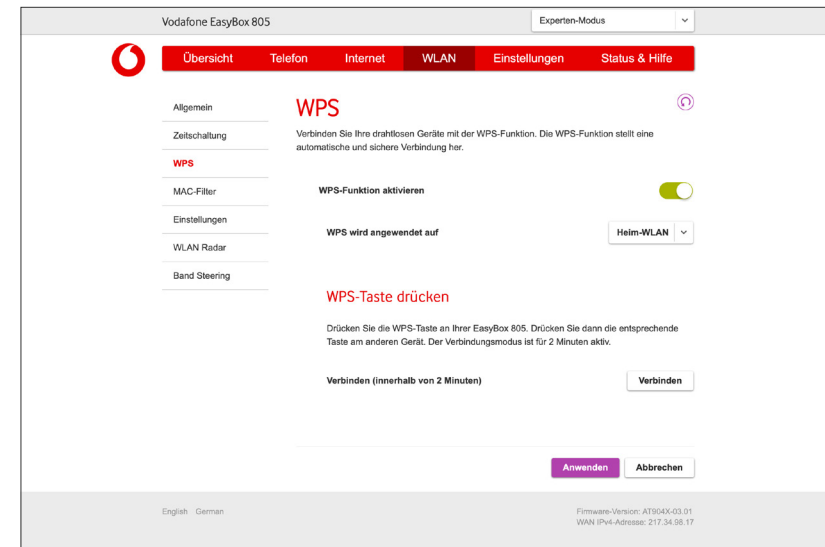 Vodafone EasyBox 805
Experten-Modus
Übersicht Telefon Internet WLAN Einstellungen Status & Hilfe
Allgemein
Zeitschaltung
WPS
MAC-Filter
Einstellungen
WLAN Radar
Band Steering
WPS
Verbinden Sie Ihre drahtlosen Geräte mit der WPS-Funktion. Die WPS-Funktion stellt eine
automatische und sichere Verbindung her.
WPS-Funktion aktivieren
WPS wird angewendet auf Heim-WLAN
WPS-Taste drücken
Drücken Sie die WPS-Taste an Ihrer EasyBox 805. Drücken Sie dann die entsprechende
Taste am anderen Gerät. Der Verbindungsmodus ist für 2 Minuten aktiv.
Verbinden (innerhalb von 2 Minuten) Verbinden
Anwenden Abbrechen
English German
Firmware-Version: AT904X-03.01
WAN IPv4-Adresse: 217.34.98.17